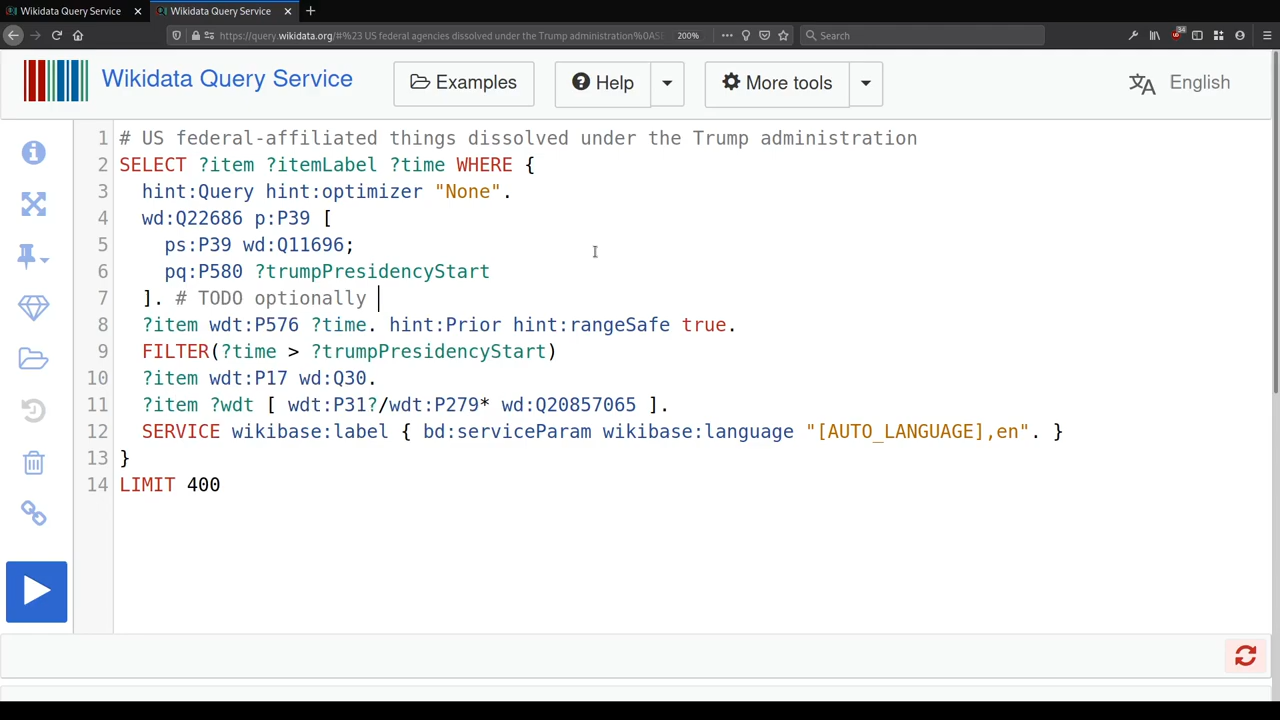 Wikidata Query Service
Wikidata Query Service
https://query.wikidata.org/#%23 US federal agencies dissolved under the Trump administration%0ASE
200%
Search
34
Wikidata Query Service
Examples
Help
More tools
English
1 # US federal-affiliated things dissolved under the Trump administration
2 SELECT ?item ?itemLabel ?time WHERE {
3 hint:Query hint:optimizer "None".
4 wd:Q22686 p:P39 [
5 ps:P39 wd:Q11696;
6 pq:P580 ?trumpPresidencyStart
7 ]. # TODO optionally
8 ?item wdt:P576 ?time. hint:Prior hint:rangeSafe true.
9 FILTER(?time > ?trumpPresidencyStart)
10 ?item wdt:P17 wd:Q30.
11 ?item ?wdt [ wdt:P31?/wdt:P279* wd:Q20857065 ].
12 SERVICE wikibase:label { bd:serviceParam wikibase:language "[AUTO_LANGUAGE],en". }
13 }
14 LIMIT 400